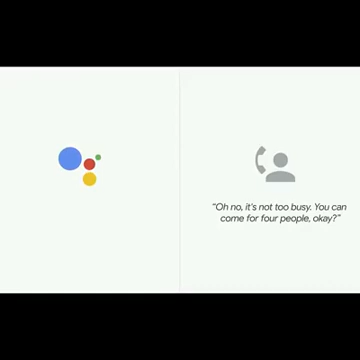 “Oh no, it's not too busy. You can
come for four people, okay?”